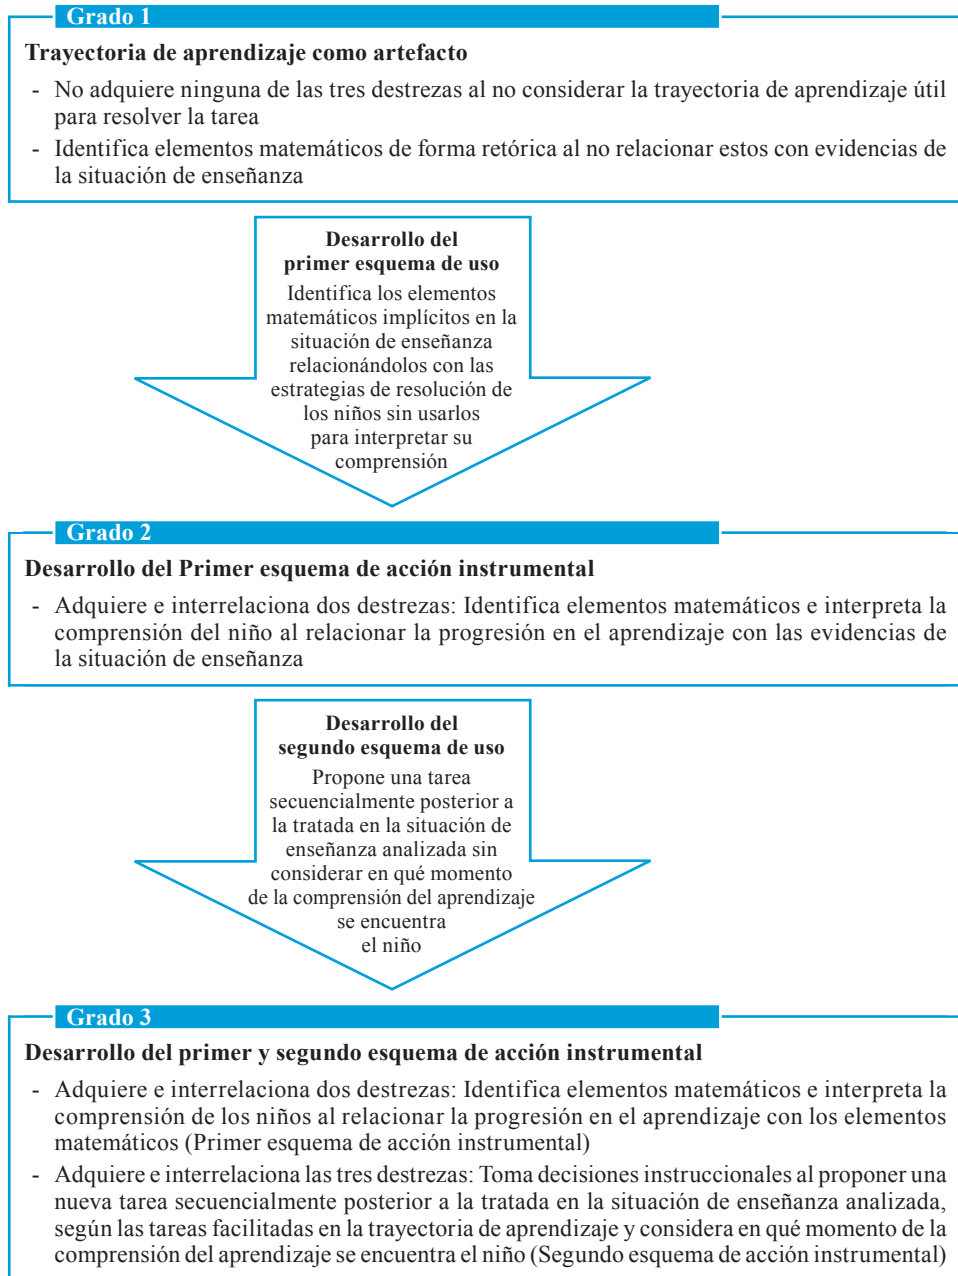 Grado 1
Trayectoria de aprendizaje como artefacto
- No adquiere ninguna de las tres destrezas al no considerar la trayectoria de aprendizaje útil
para resolver la tarea
- Identifica elementos matemáticos de forma retórica al no relacionar estos con evidencias de
la situación de enseñanza
Desarrollo del
primer esquema de uso
Identifica los elementos
matemáticos implícitos en la
situación de enseñanza
relacionándolos con las
estrategias de resolución de
los niños sin usarlos
para interpretar su
comprensión
Grado 2
Desarrollo del Primer esquema de acción instrumental
- Adquiere e interrelaciona dos destrezas: Identifica elementos matemáticos e interpreta la
comprensión del niño al relacionar la progresión en el aprendizaje con las evidencias de
la situación de enseñanza
Desarrollo del
segundo esquema de uso
Propone una tarea
secuencialmente posterior a
la tratada en la situación de
enseñanza analizada sin
considerar en qué momento
de la comprensión del aprendizaje
se encuentra
el niño
Grado 3
Desarrollo del primer y segundo esquema de acción instrumental
- Adquiere e interrelaciona dos destrezas: Identifica elementos matemáticos e interpreta la
comprensión de los niños al relacionar la progresión en el aprendizaje con los elementos
matemáticos (Primer esquema de acción instrumental)
- Adquiere e interrelaciona las tres destrezas: Toma decisiones instruccionales al proponer una
nueva tarea secuencialmente posterior a la tratada en la situación de enseñanza analizada,
según las tareas facilitadas en la trayectoria de aprendizaje y considera en qué momento de la
comprensión del aprendizaje se encuentra el niño (Segundo esquema de acción instrumental)